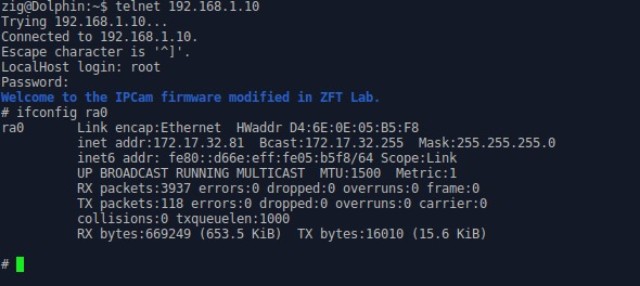 zig@Dolphin:~$ telnet 192.168.1.10
Trying 192.168.1.10...
Connected to 192.168.1.10.
Escape character is '^]'.
LocalHost login: root
Password:
Welcome to the IPCam firmware modified in ZFT Lab.
# ifconfig ra0
ra0       Link encap:Ethernet  HWaddr D4:6E:0E:05:B5:F8
          inet addr:172.17.32.81  Bcast:172.17.32.255  Mask:255.255.255.0
          inet6 addr: fe80::d66e:eff:fe05:b5f8/64 Scope:Link
          UP BROADCAST RUNNING MULTICAST  MTU:1500  Metric:1
          RX packets:3937 errors:0 dropped:0 overruns:0 frame:0
          TX packets:118 errors:0 dropped:0 overruns:0 carrier:0
          collisions:0 txqueuelen:1000
          RX bytes:669249 (653.5 KiB)  TX bytes:16010 (15.6 KiB)
#